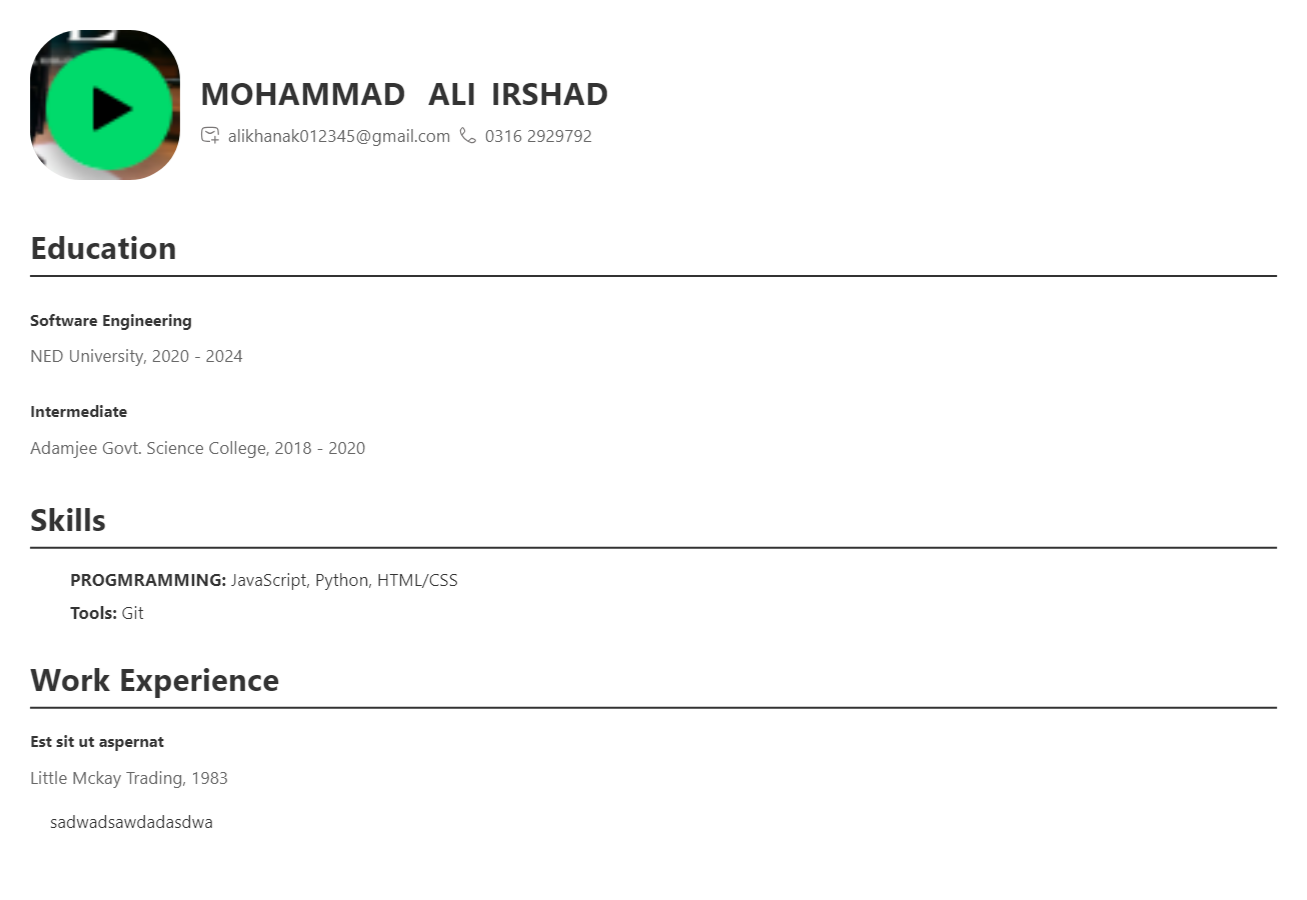 MOHAMMAD ALI IRSHAD
alikhanak012345@gmail.com 0316 2929792
Education
Software Engineering
NED University, 2020 - 2024
Intermediate
Adamjee Govt. Science College, 2018 - 2020
Skills
PROGMRAMMING: JavaScript, Python, HTML/CSS
Tools: Git
Work Experience
Est sit ut aspernat
Little Mckay Trading, 1983
sadwadsawdadasdwa